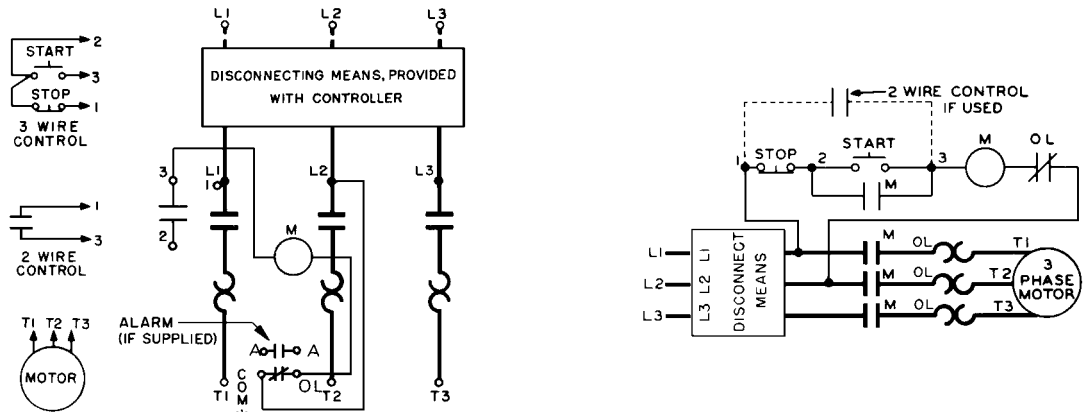 L1 L2 L3
2
START
3
STOP
1
3 WIRE
CONTROL
DISCONNECTING MEANS, PROVIDED
WITH CONTROLLER
3
L1
1
L2
L3
2
M
1
3
2 WIRE
CONTROL
ALARM
(IF SUPPLIED)
A A
T1 T2 T3
MOTOR
COM
OL
T1
T2
T3
2 WIRE CONTROL
IF USED
1
STOP
2
START
3
M
OL
M
L1
L2
L3
L1
L2
L3
DISCONNECT
MEANS
M
OL
T1
M
OL
T2
M
OL
T3
3
PHASE
MOTOR